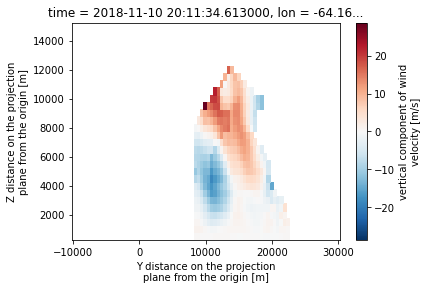 time = 2018-11-10 20:11:34.613000, lon = -64.16...
14000
12000
10000
8000
6000
4000
2000
Z distance on the projection
plane from the origin [m]
−10000
0
10000
20000
30000
Y distance on the projection
plane from the origin [m]
20
10
0
−10
−20
vertical component of wind
velocity [m/s]